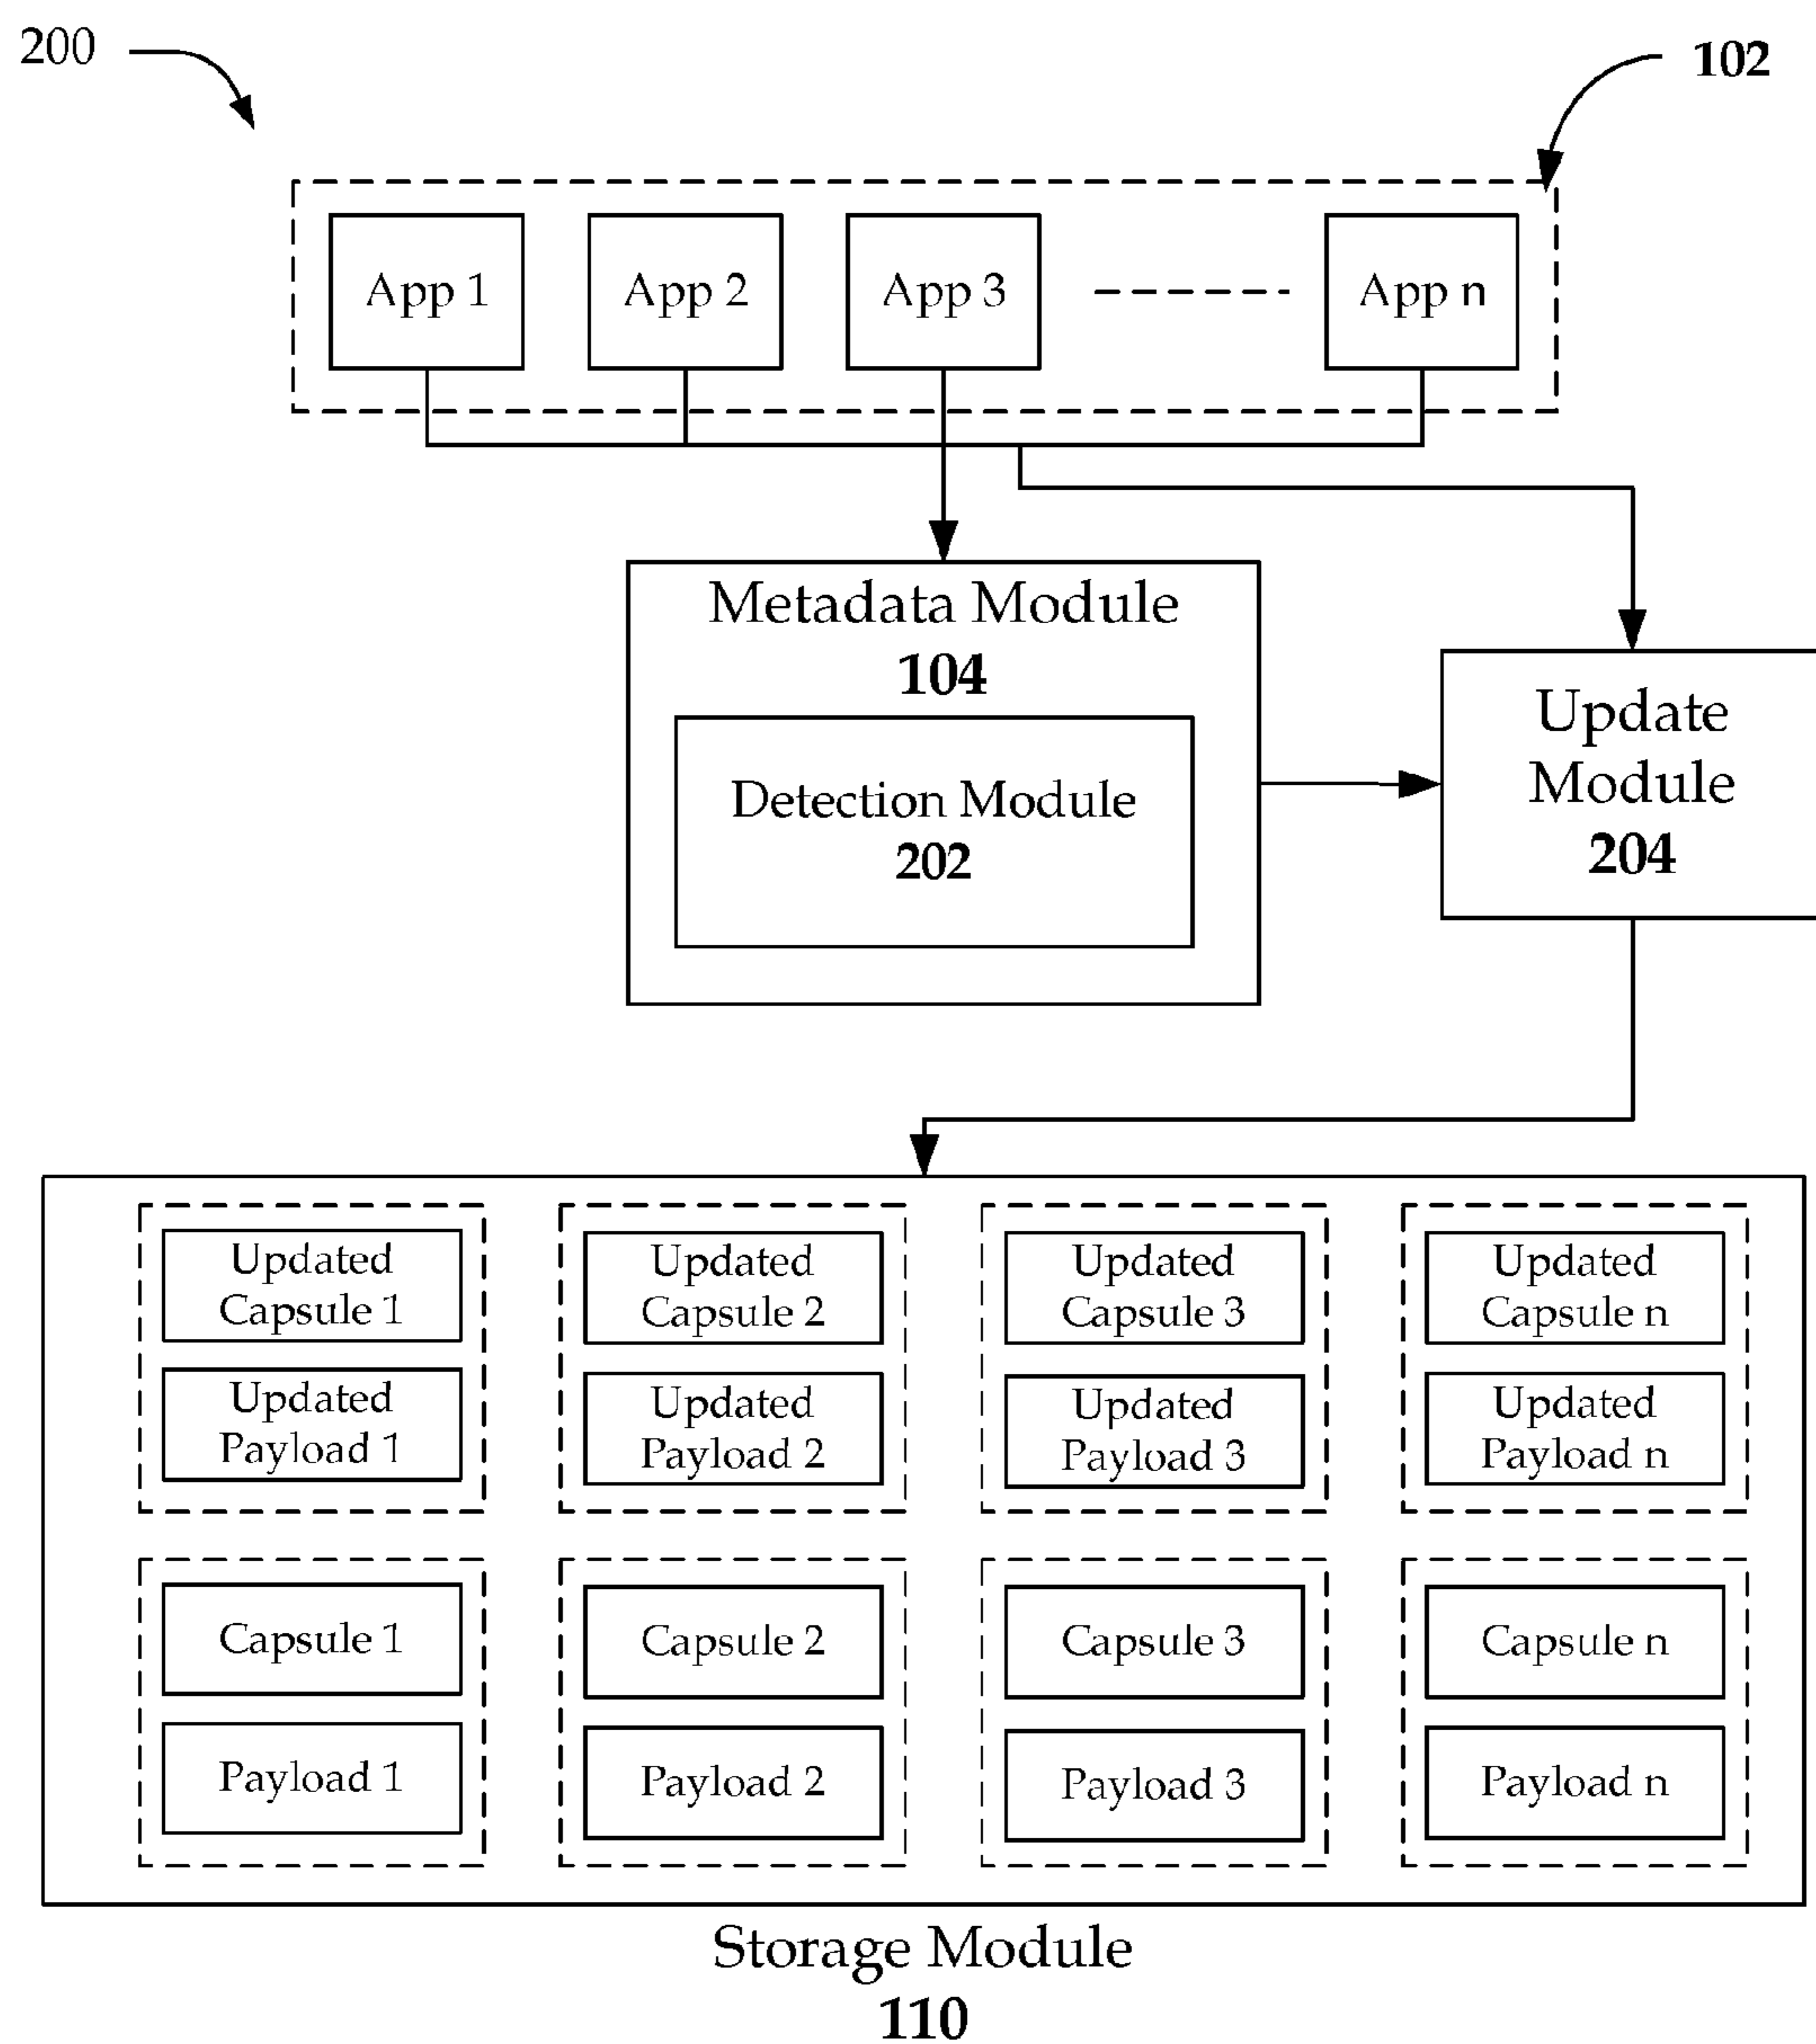 200
102
App 1
App 2
App 3
App n
Metadata Module
104
Detection Module
202
Update
Module
204
Updated
Capsule 1
Updated
Capsule 2
Updated
Capsule 3
Updated
Capsule n
Updated
Payload 1
Updated
Payload 2
Updated
Payload 3
Updated
Payload n
Capsule 1
Capsule 2
Capsule 3
Capsule n
Payload 1
Payload 2
Payload 3
Payload n
Storage Module
110